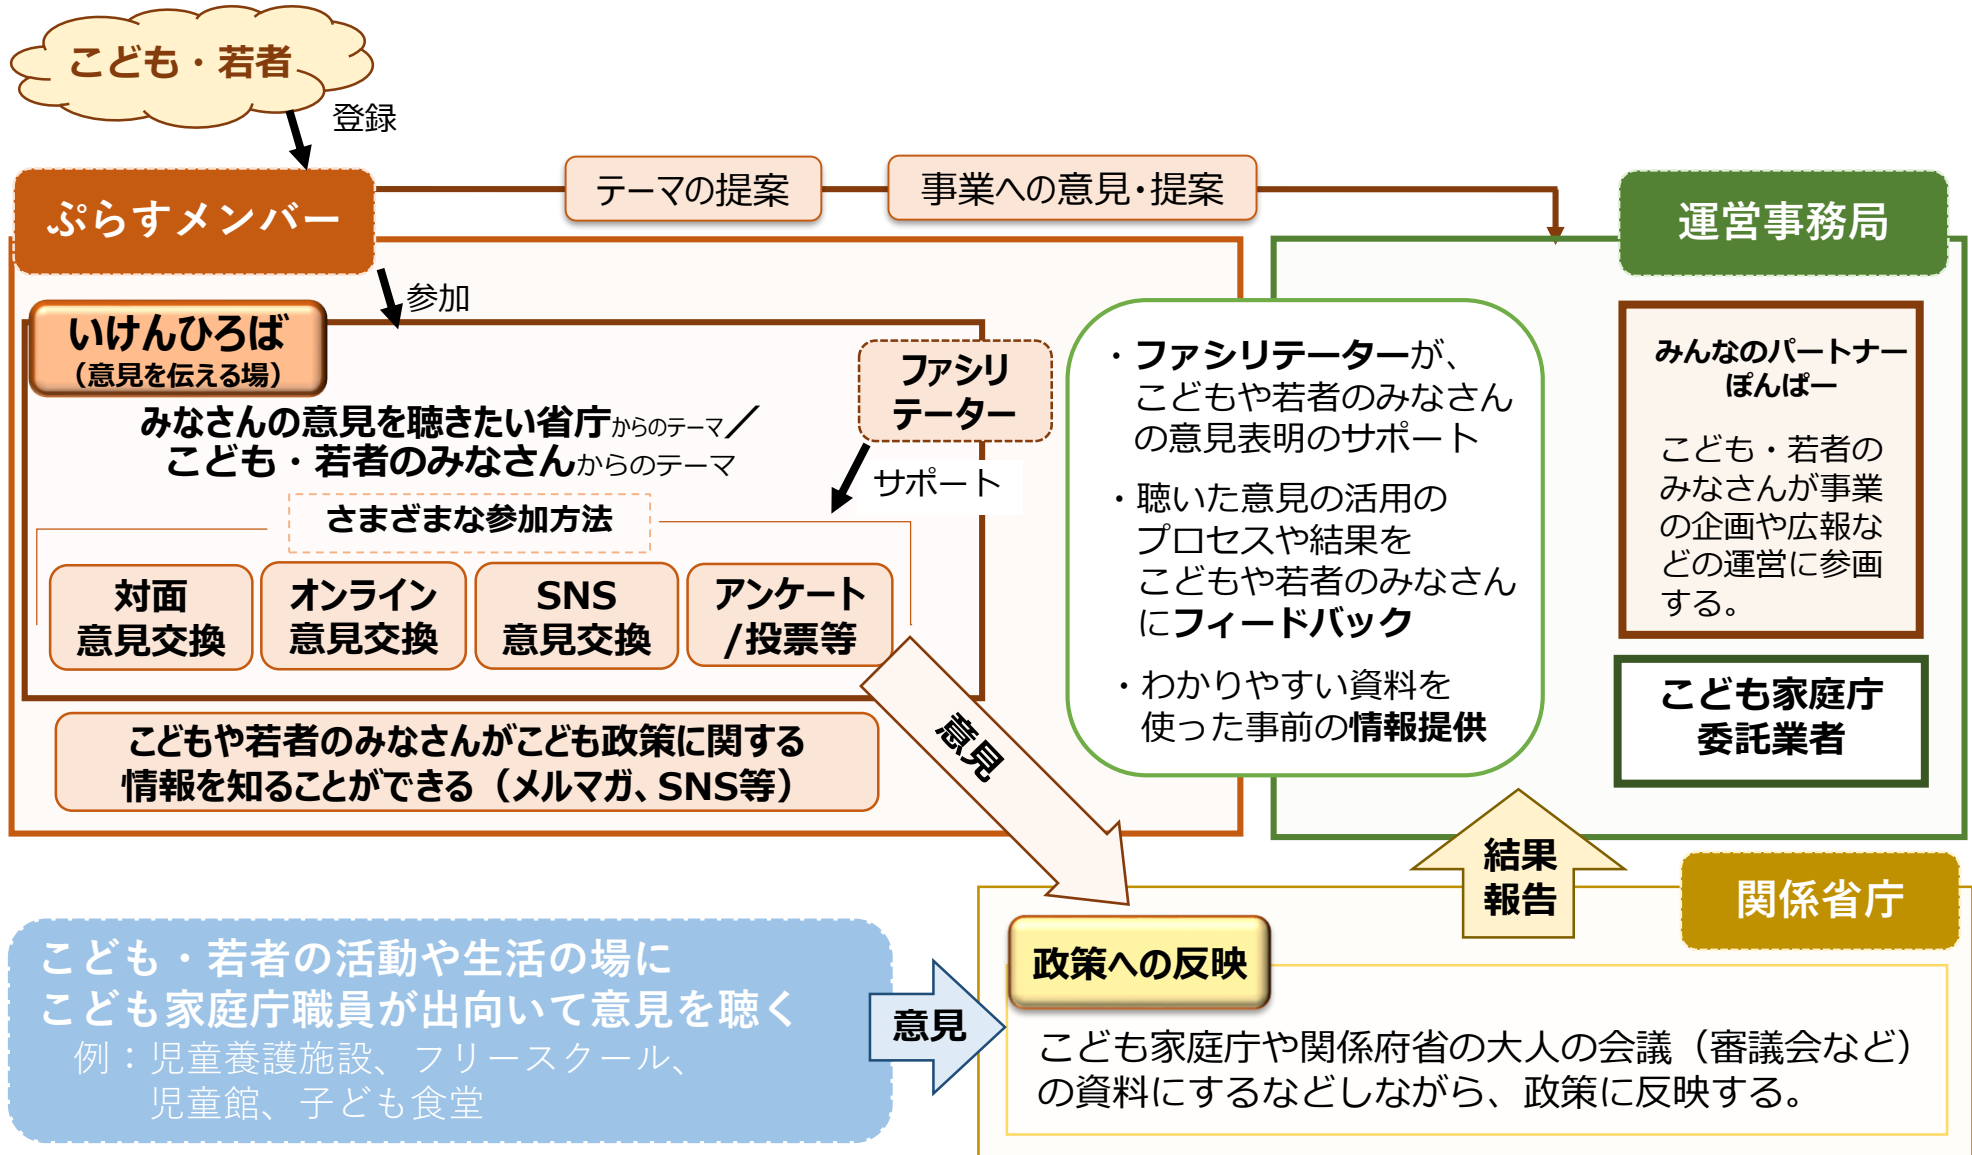 こども・若者
登録
ぷらすメンバー
テーマの提案
事業への意見・提案
運営事務局
参加
いけんひろば
（意見を伝える場）
みなさんの意見を聴きたい省庁からのテーマ／
こども・若者のみなさんからのテーマ
ファシリ
テーター
サポート
さまざまな参加方法
対面
意見交換
オンライン
意見交換
SNS
意見交換
アンケート
/投票等
こどもや若者のみなさんがこども政策に関する
情報を知ることができる（メルマガ、SNS等）
意見
・ファシリテーターが、
こどもや若者のみなさん
の意見表明のサポート
・聴いた意見の活用の
プロセスや結果を
こどもや若者のみなさん
にフィードバック
・わかりやすい資料を
使った事前の情報提供
みんなのパートナー
ぽんぱー
こども・若者の
みなさんが事業
の企画や広報な
どの運営に参画
する。
こども家庭庁
委託業者
結果
報告
関係省庁
こども・若者の活動や生活の場に
こども家庭庁職員が出向いて意見を聴く
例：児童養護施設、フリースクール、
児童館、子ども食堂
意見
政策への反映
こども家庭庁や関係府省の大人の会議（審議会など）
の資料にするなどしながら、政策に反映する。